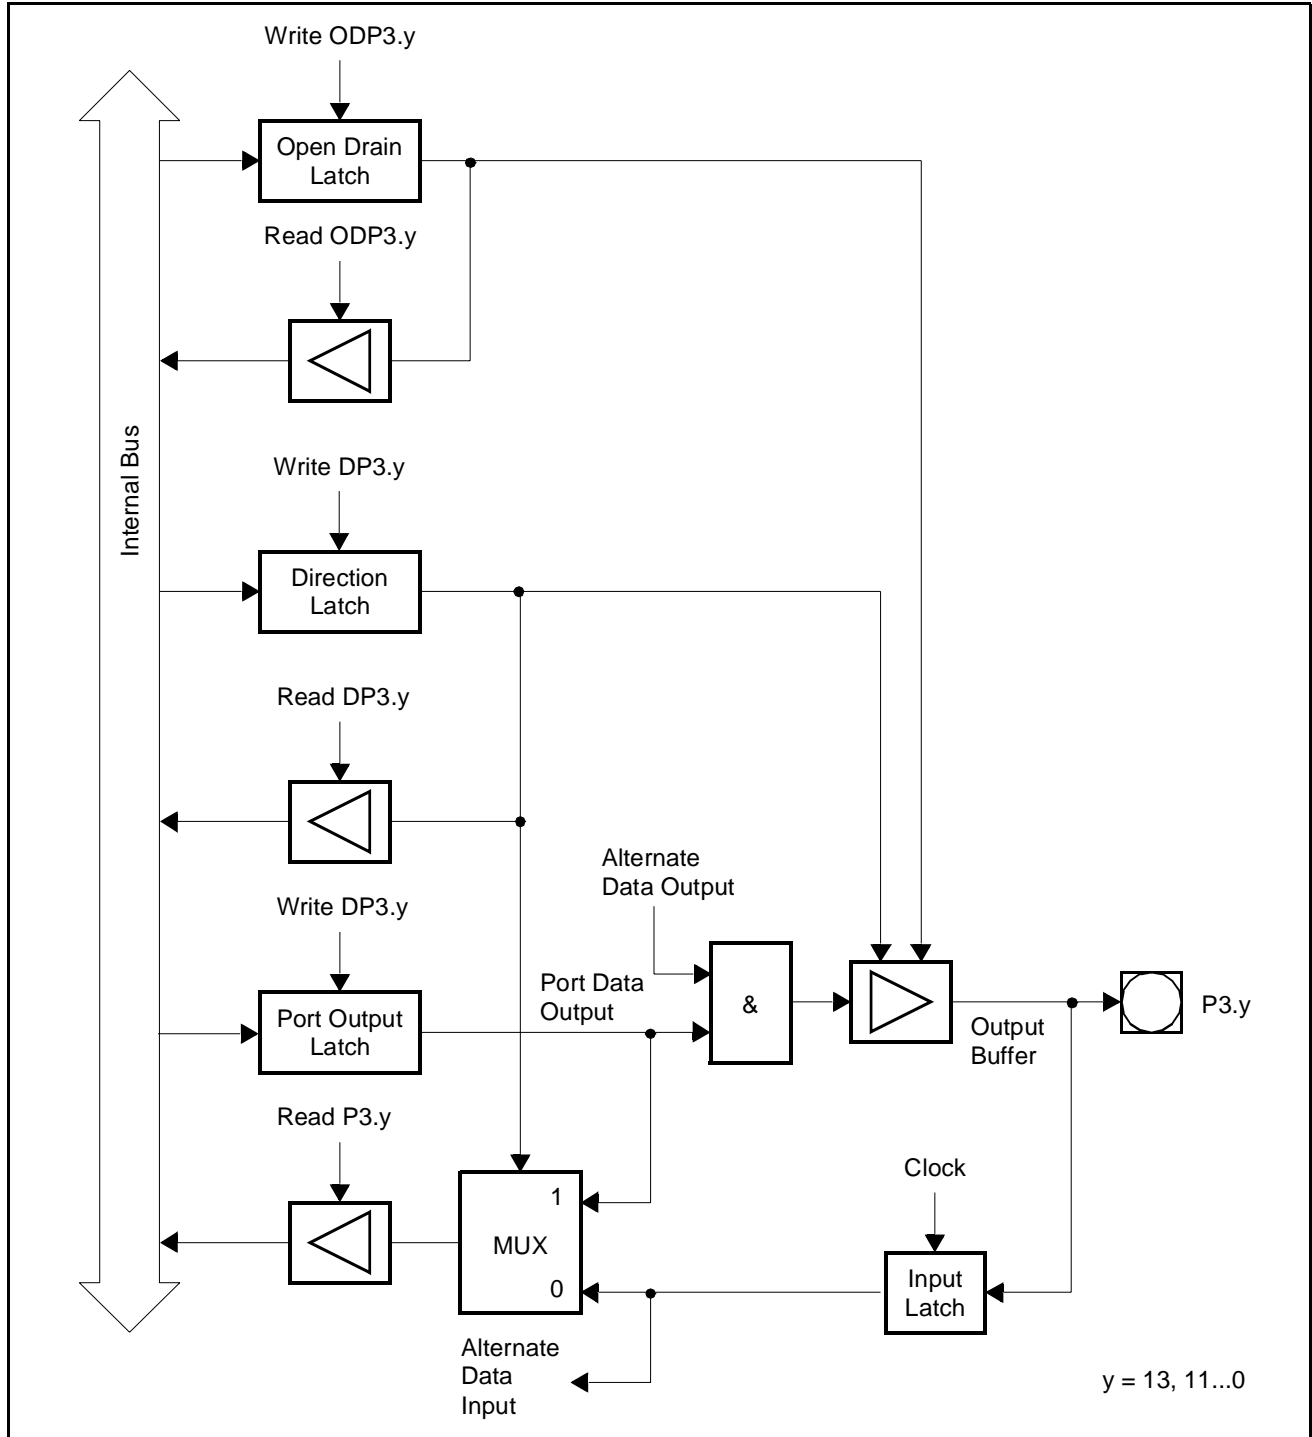 Write ODP3.y
Open Drain
Latch
Read ODP3.y
Internal Bus
Write DP3.y
Direction
Latch
Read DP3.y
Alternate
Data Output
Write DP3.y
Port Data
Output
&
Port Output
Latch
Output
Buffer
P3.y
Read P3.y
Clock
1
MUX
0
Input
Latch
Alternate
Data
Input
y = 13, 11...0